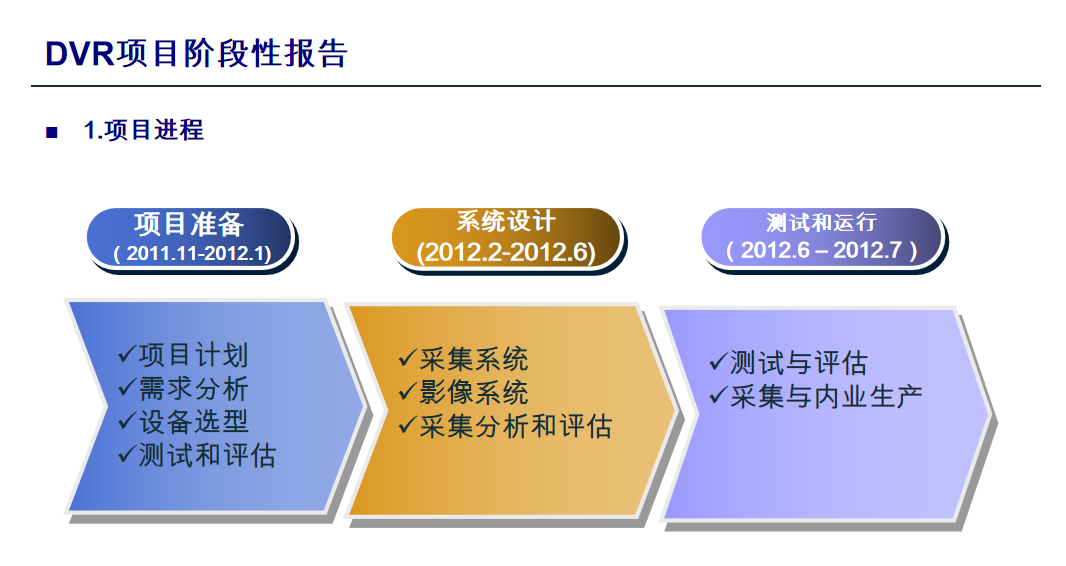 DVR项目阶段性报告
■ 1.项目进程
项目准备
( 2011.11-2012.1)
系统设计
(2012.2-2012.6)
测试和运行
( 2012.6 – 2012.7 )
✓项目计划
✓需求分析
✓设备选型
✓测试和评估
✓采集系统
✓影像系统
✓采集分析和评估
✓测试与评估
✓采集与内业生产